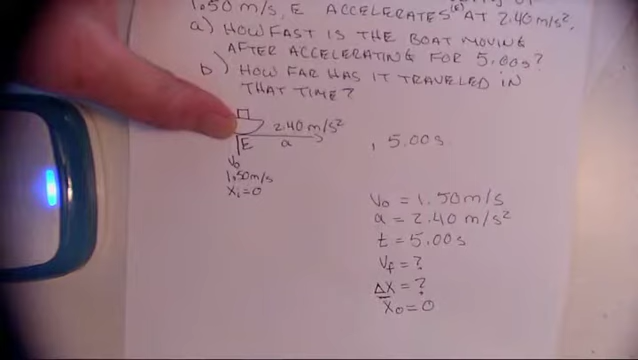 1.50 m/s, E ACCELERATES AT 2.40 m/s².
a) HOW FAST IS THE BOAT MOVING
AFTER ACCELERATING FOR 5.00s?
b) HOW FAR HAS IT TRAVELED IN
THAT TIME?
2.40 m/s²
E a
, 5.00s
V₀
1.50m/s
Xᵢ=0
V₀ = 1.50m/s
a = 2.40 m/s²
t = 5.00s
Vf = ?
ΔX = ?
X₀=0